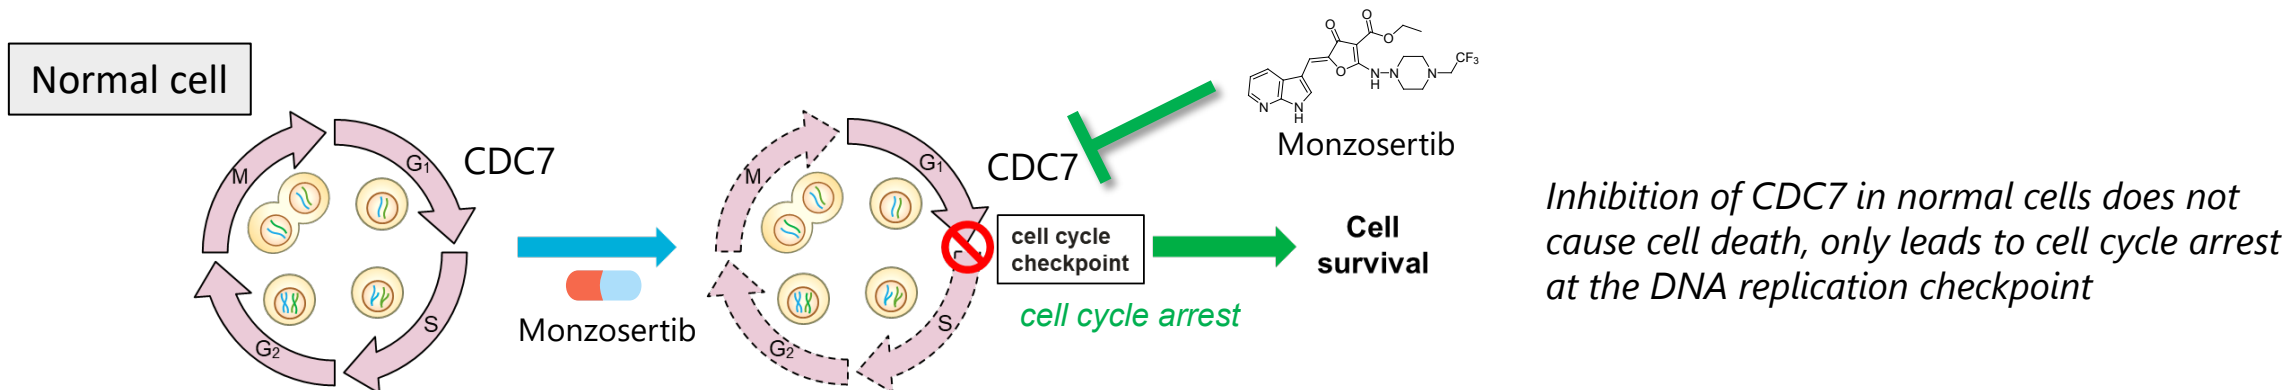 Normal cell
M
G₁
S
G₂
CDC7
Monzosertib
M
G₁
S
G₂
CDC7
cell cycle
checkpoint
cell cycle arrest
O
O
O
O
N
H
N
N
CF₃
N
N
H
Monzosertib
Cell
survival
Inhibition of CDC7 in normal cells does not
cause cell death, only leads to cell cycle arrest
at the DNA replication checkpoint